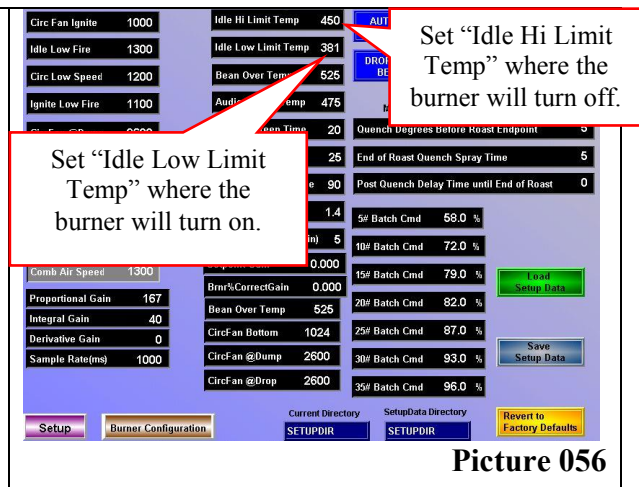 Circ Fan Ignite 1000
Idle Low Fire 1300
Circ Low Speed 1200
Ignite Low Fire 1100
Idle Hi Limit Temp 450
Idle Low Limit Temp 381
Bean Over Temp 525
475
20
25
90
1.4
5
0.000
Set “Idle Hi Limit
Temp” where the
burner will turn off.
Set “Idle Low Limit
Temp” where the
burner will turn on.
Quench Degrees Before Roast Endpoint 5
End of Roast Quench Spray Time 5
Post Quench Delay Time until End of Roast 0
Comb Air Speed 1300
Proportional Gain 167
Integral Gain 40
Derivative Gain 0
Sample Rate(ms) 1000
Brnr%CorrectGain 0.000
Bean Over Temp 525
CircFan Bottom 1024
CircFan @Dump 2600
CircFan @Drop 2600
5# Batch Cmd 58.0 %
10# Batch Cmd 72.0 %
15# Batch Cmd 79.0 %
20# Batch Cmd 82.0 %
25# Batch Cmd 87.0 %
30# Batch Cmd 93.0 %
35# Batch Cmd 96.0 %
Load
Setup Data
Save
Setup Data
Setup
Burner Configuration
Current Directory
SETUPDIR
SetupData Directory
SETUPDIR
Revert to
Factory Defaults
Picture 056